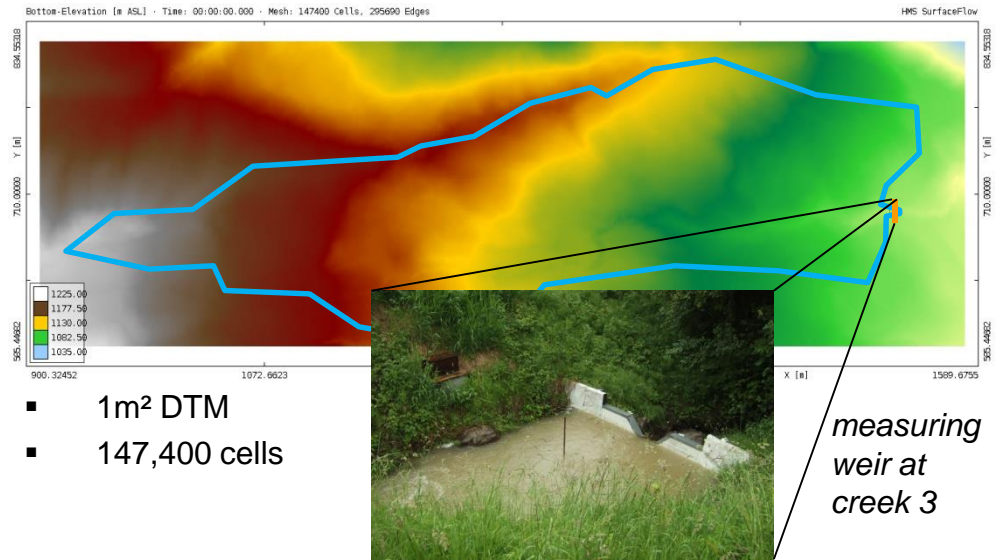 Bottom-Elevation [m ASL] · Time: 00:00:00.000 · Mesh: 147400 Cells, 295690 Edges
HMS SurfaceFlow
834.55318
834.55318
Y [m]
Y [m]
710.00000
710.00000
1225.00
1177.50
1130.00
1082.50
1035.00
585.44682
585.44682
900.32452
1072.6623
X [m]
1589.6755
▪ 1m² DTM
▪ 147,400 cells
measuring
weir at
creek 3